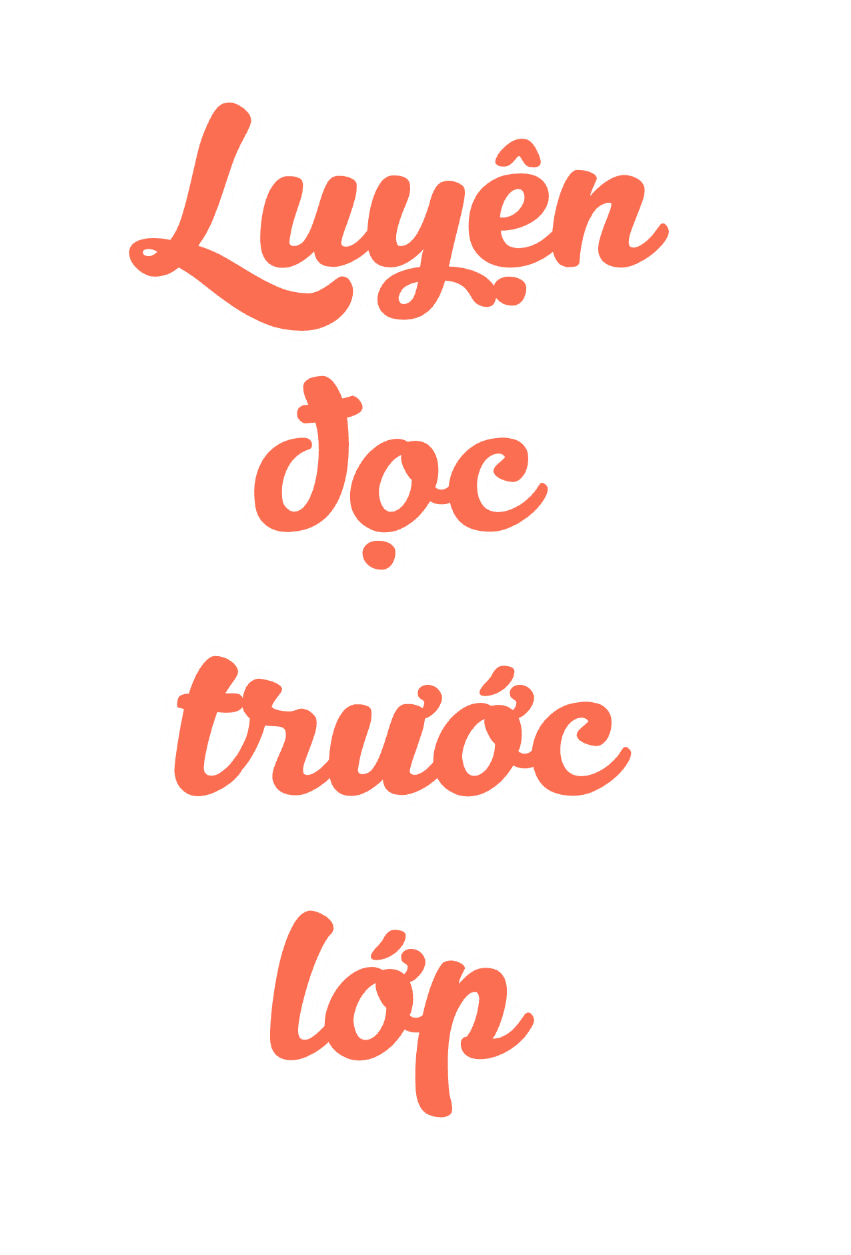 Luyện
đọc
trước
lớp